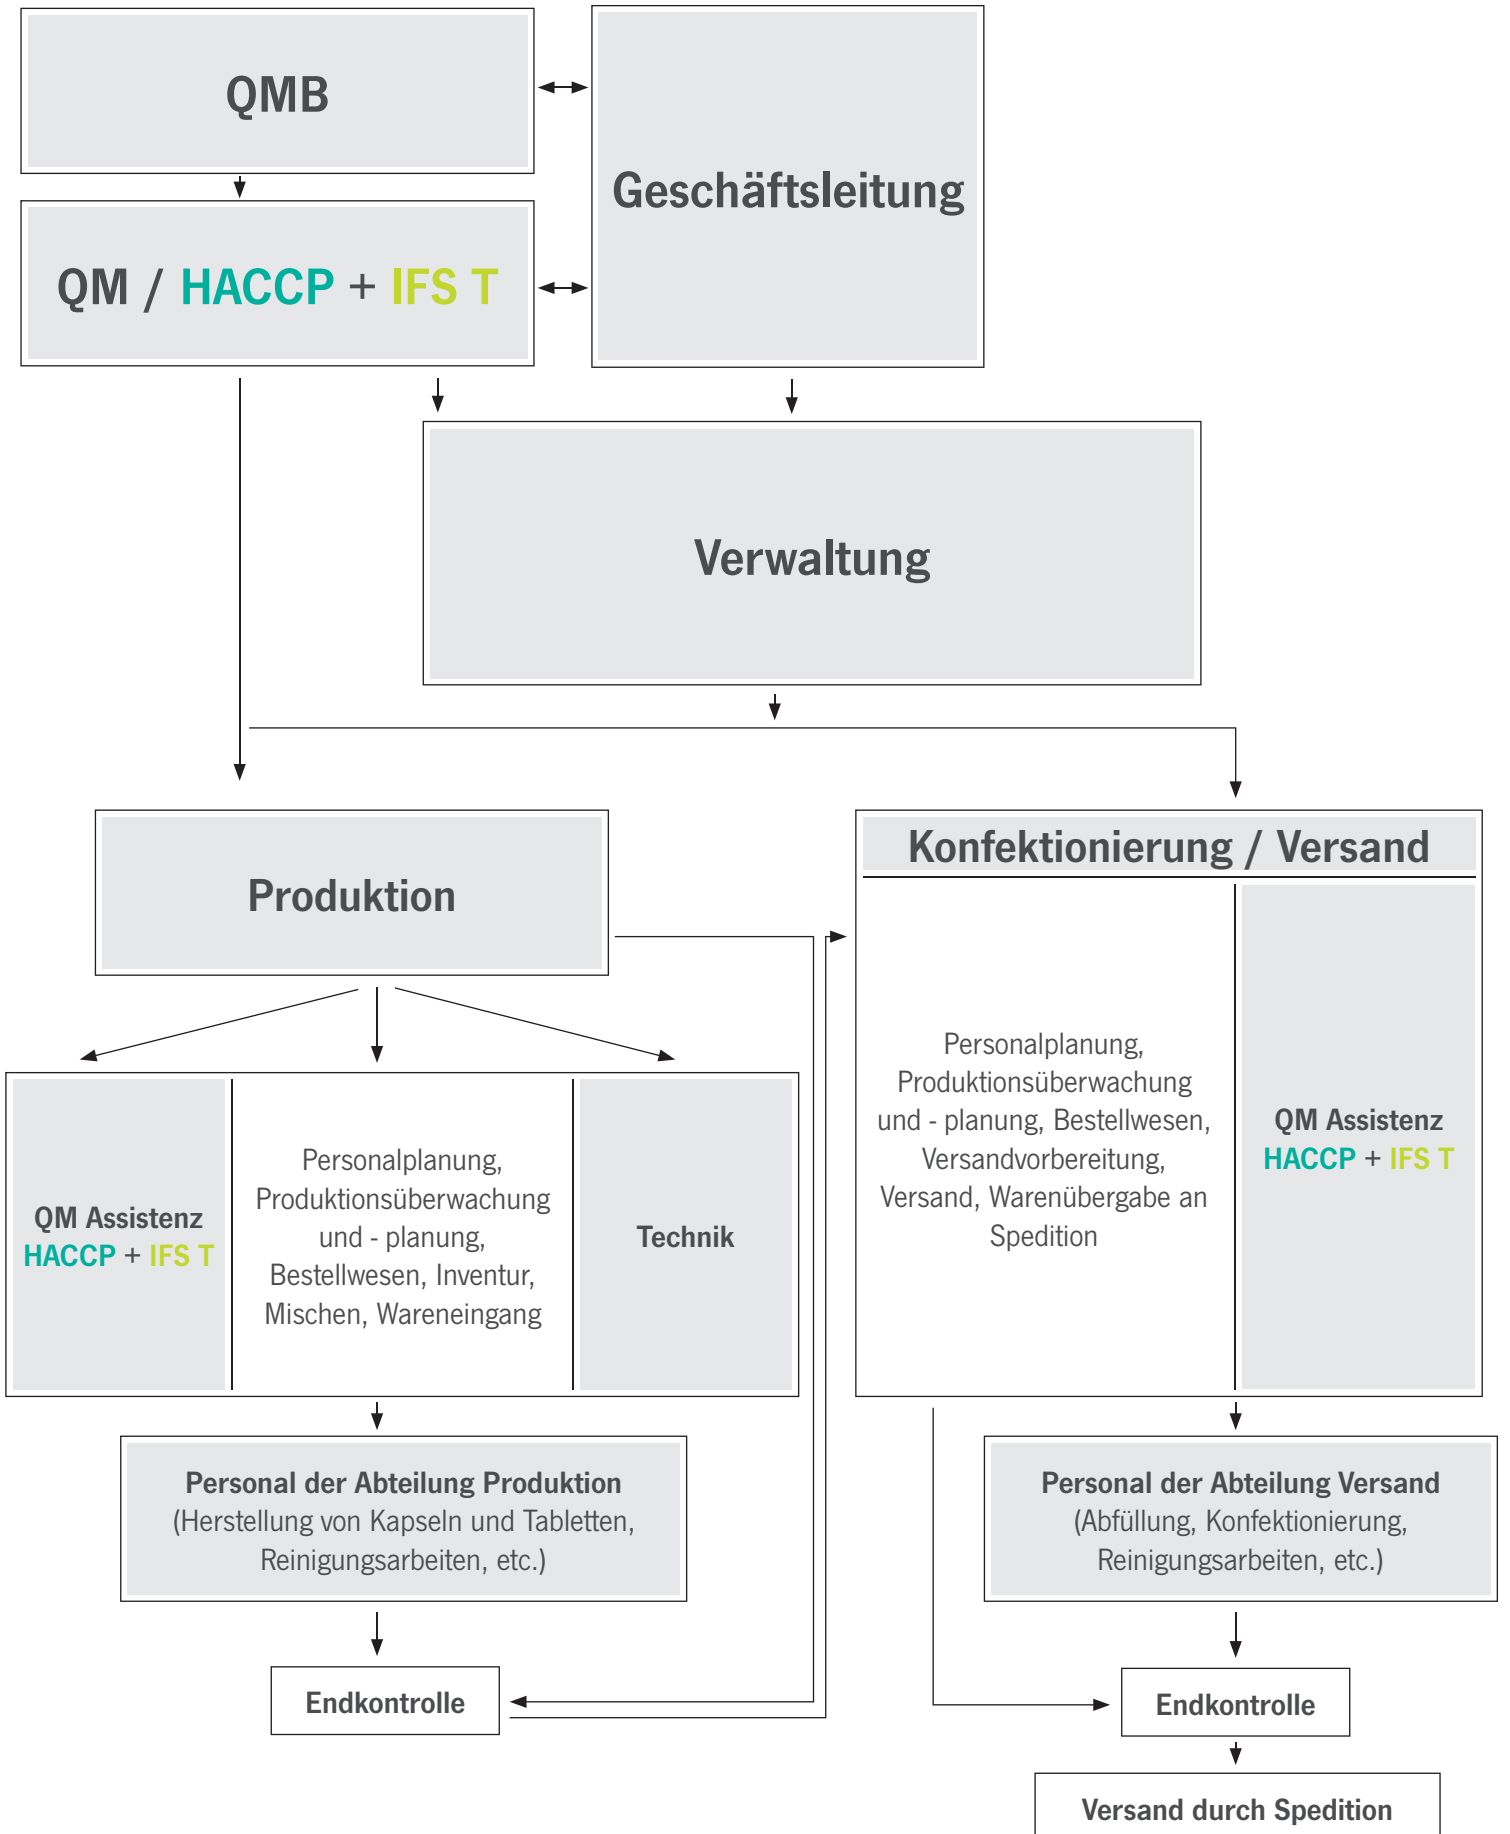 QMB
Geschäftsleitung
QM / HACCP + IFS T
Verwaltung
Produktion
Konfektionierung / Versand
QM Assistenz
HACCP + IFS T
Personalplanung,
Produktionsüberwachung
und - planung,
Bestellwesen, Inventur,
Mischen, Wareneingang
Technik
Personalplanung,
Produktionsüberwachung
und - planung, Bestellwesen,
Versandvorbereitung,
Versand, Warenübergabe an
Spedition
QM Assistenz
HACCP + IFS T
Personal der Abteilung Produktion
(Herstellung von Kapseln und Tabletten,
Reinigungsarbeiten, etc.)
Personal der Abteilung Versand
(Abfüllung, Konfektionierung,
Reinigungsarbeiten, etc.)
Endkontrolle
Endkontrolle
Versand durch Spedition